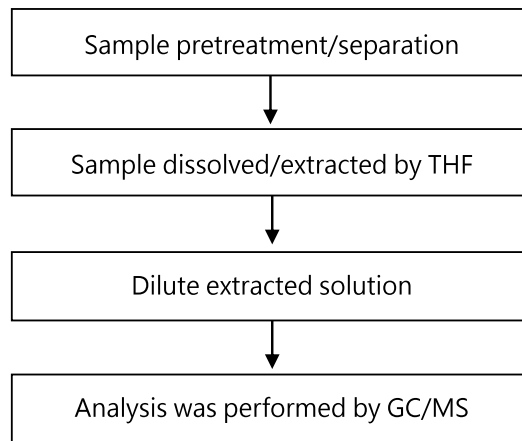 Sample pretreatment/separation
Sample dissolved/extracted by THF
Dilute extracted solution
Analysis was performed by GC/MS